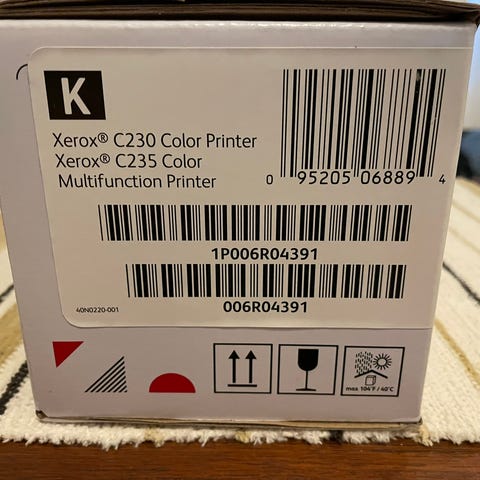 K
Xerox® C230 Color Printer
Xerox® C235 Color
Multifunction Printer
0 95205 06889 4
1P006R04391
006R04391
40N0220-001
max 104°F / 40°C